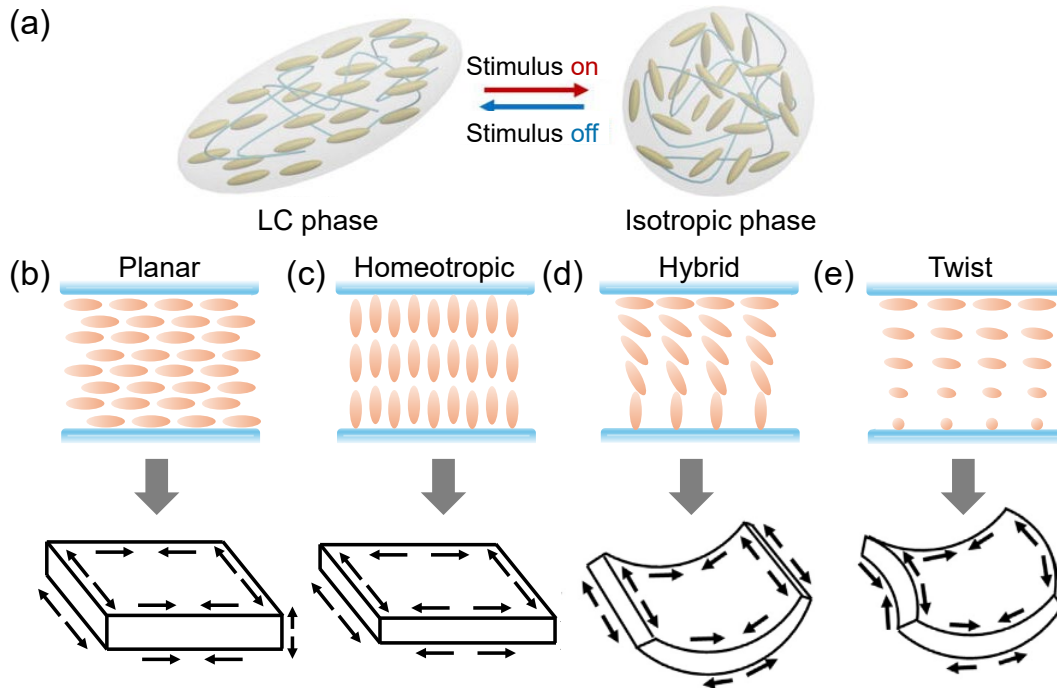 (a)
Stimulus on
Stimulus off
LC phase
Isotropic phase
(b)
Planar
(c)
Homeotropic
(d)
Hybrid
(e)
Twist